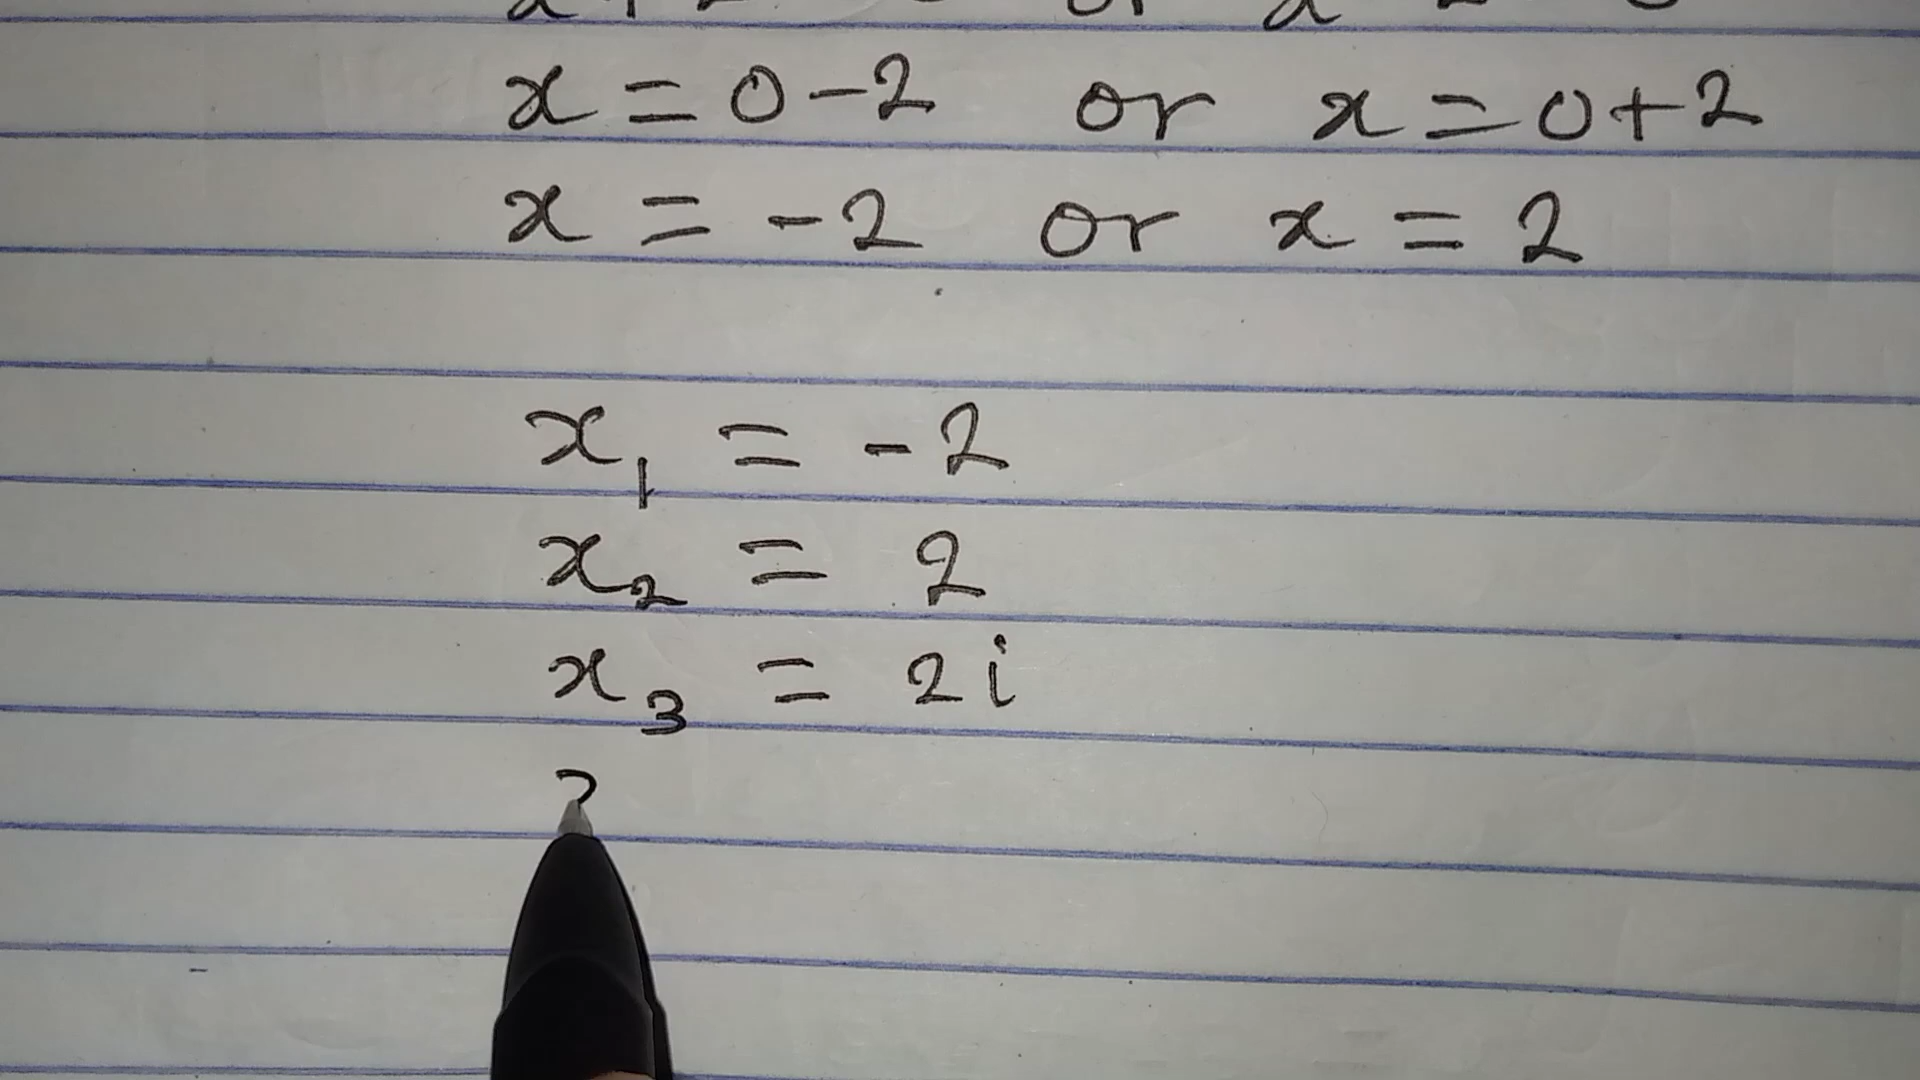 x = 0 - 2 or x = 0 + 2
x = -2 or x = 2
x₁ = -2
x₂ = 2
x₃ = 2i